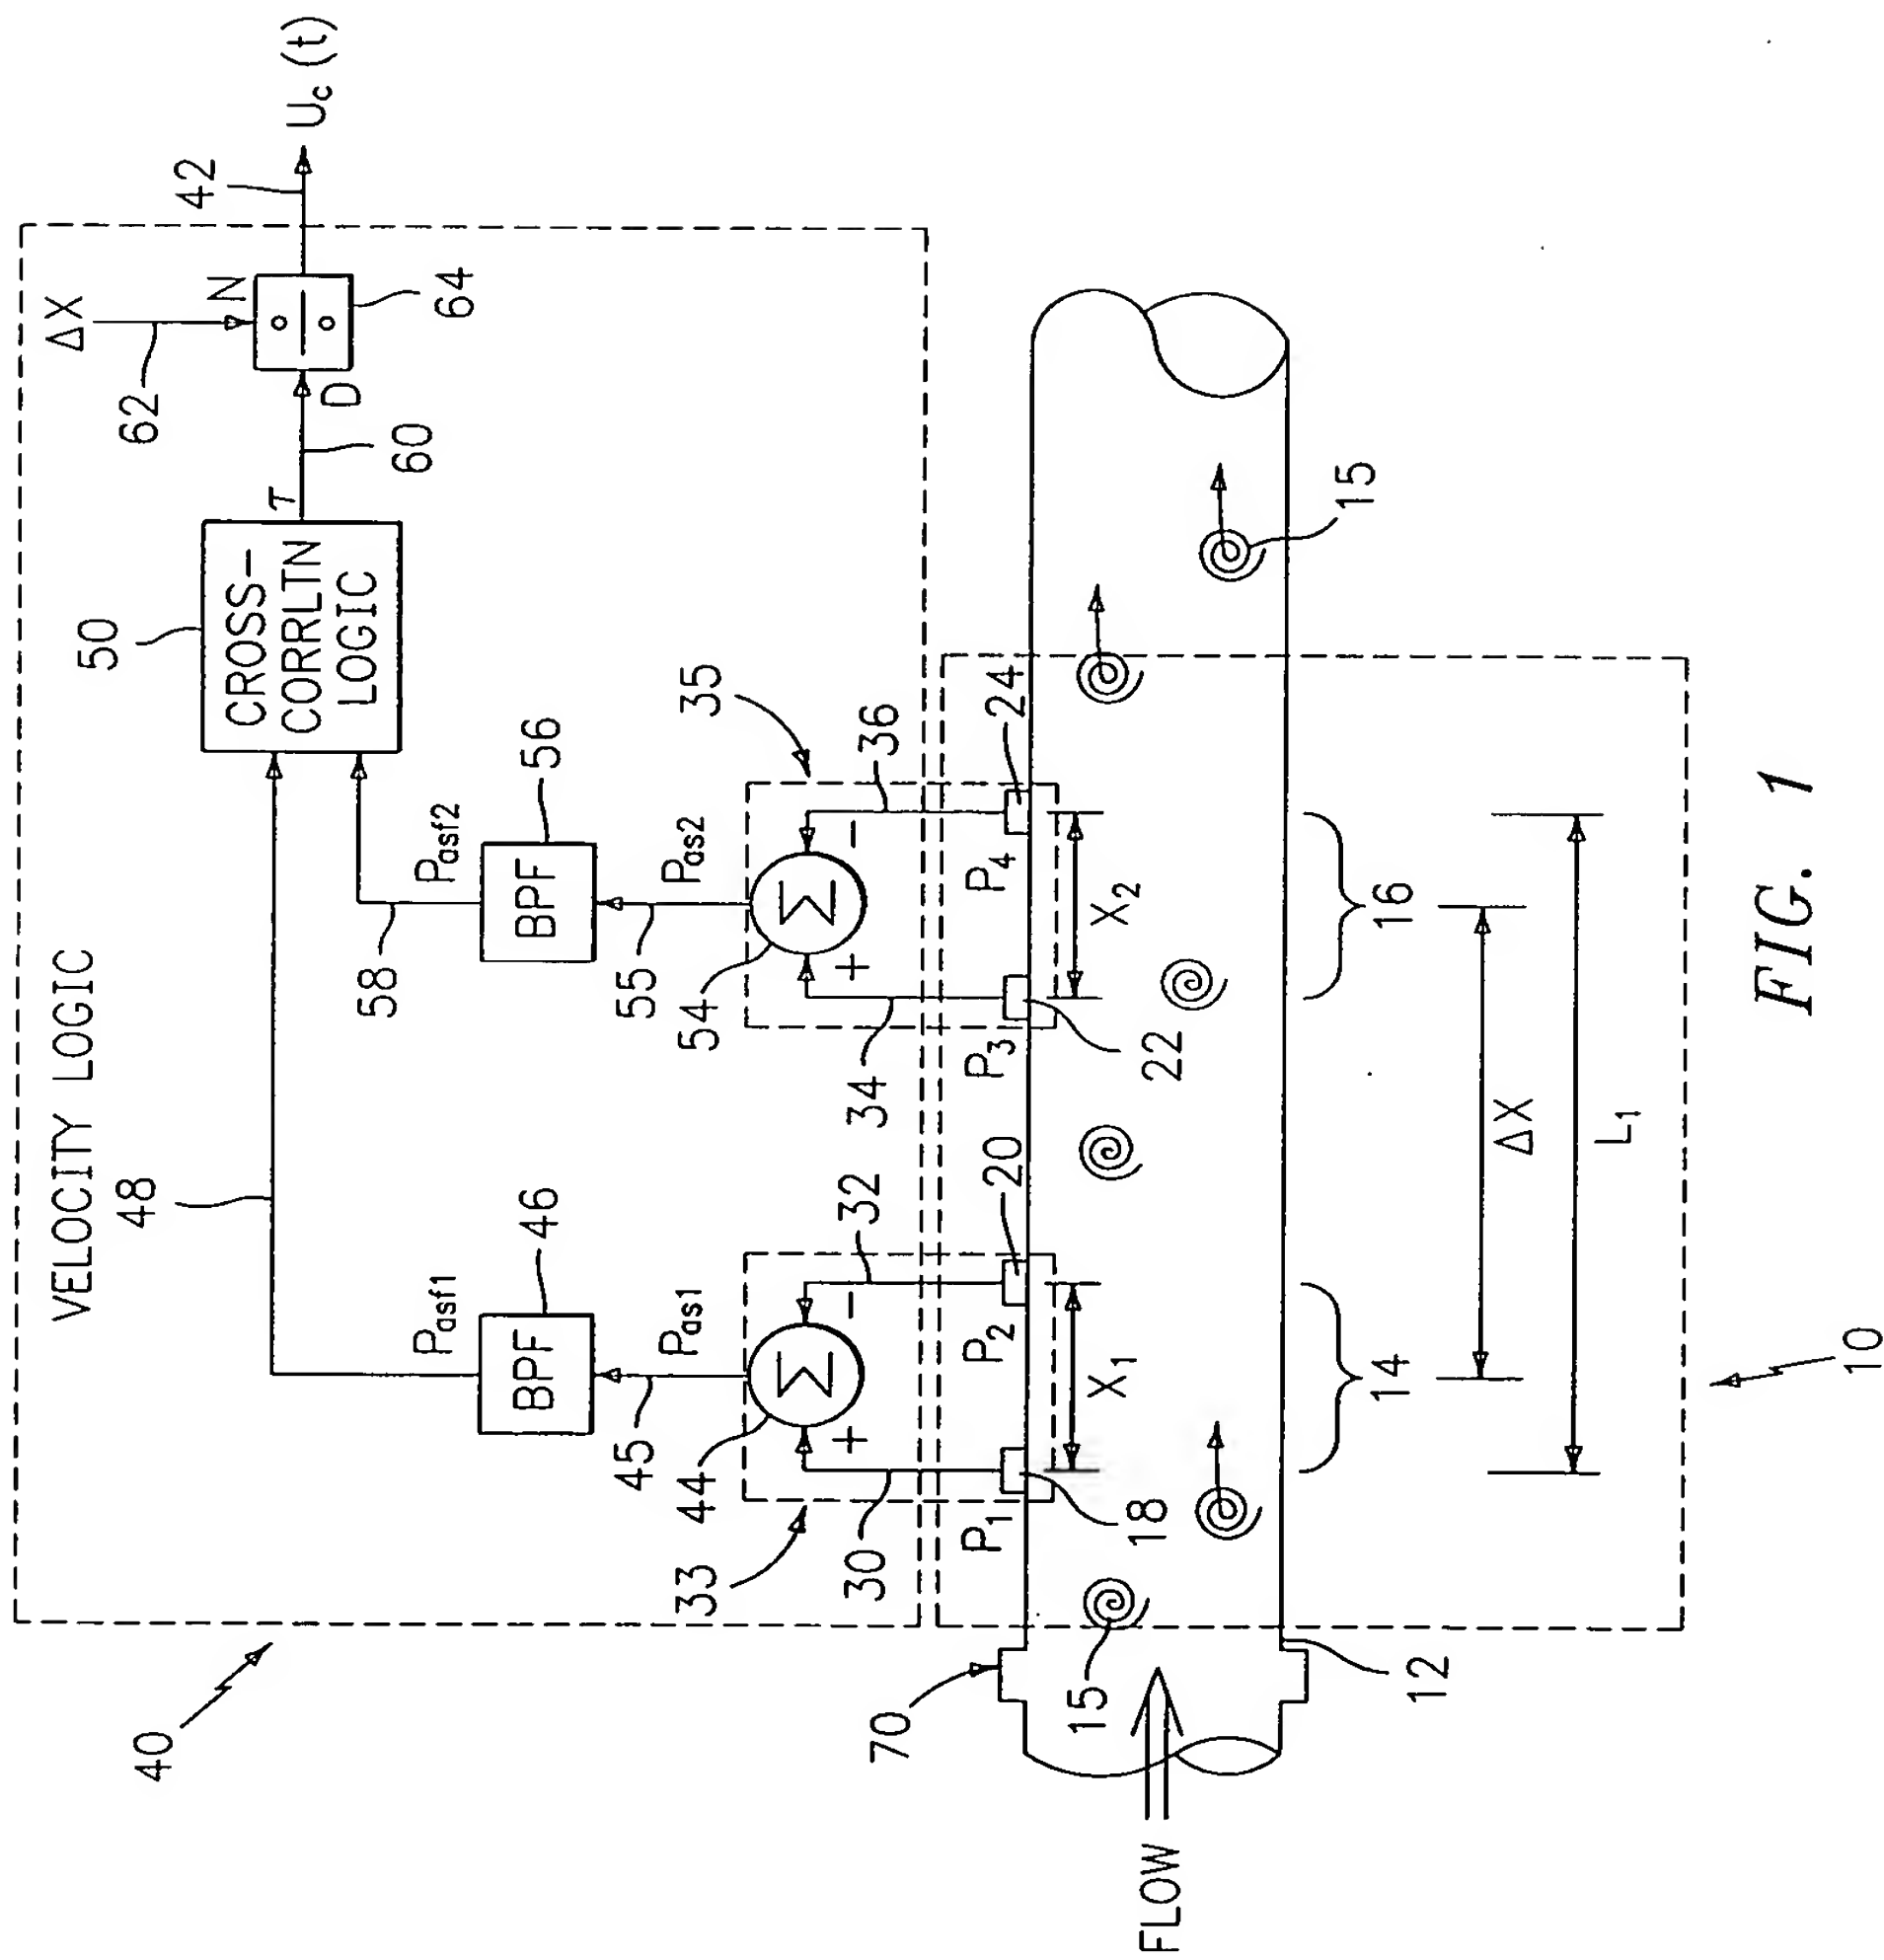 VELOCITY LOGIC
40
48
50
CROSS-
CORRLTN
LOGIC
τ
60
ΔX
62
N
D
64
42
Uc (t)
Pasf1
46
BPF
45
Pas1
58
Pasf2
56
BPF
55
Pas2
33
44
Σ
+
−
30
32
35
54
Σ
+
−
34
36
70
P1
18
P2
20
X1
P3
22
P4
24
X2
FLOW
15
15
12
14
16
ΔX
L1
10
FIG. 1